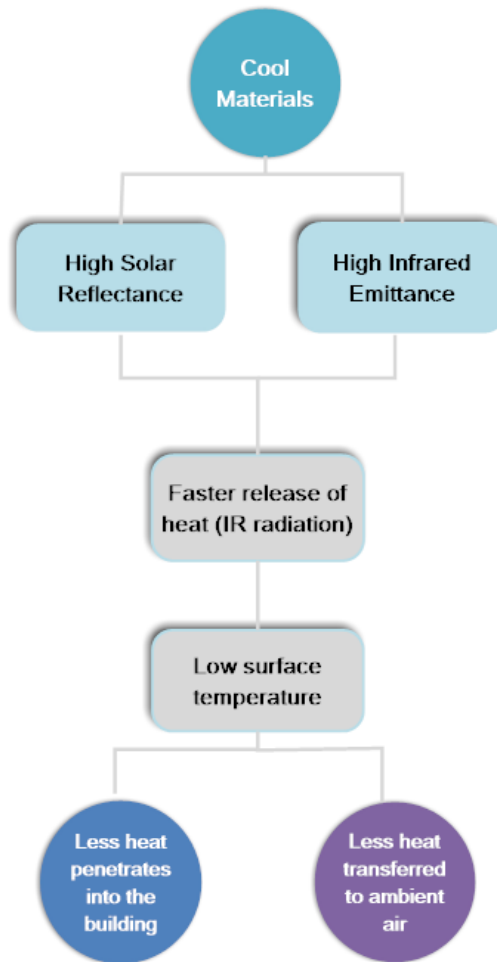 Cool
Materials
High Solar
Reflectance
High Infrared
Emittance
Faster release of
heat (IR radiation)
Low surface
temperature
Less heat
penetrates
into the
building
Less heat
transferred
to ambient
air